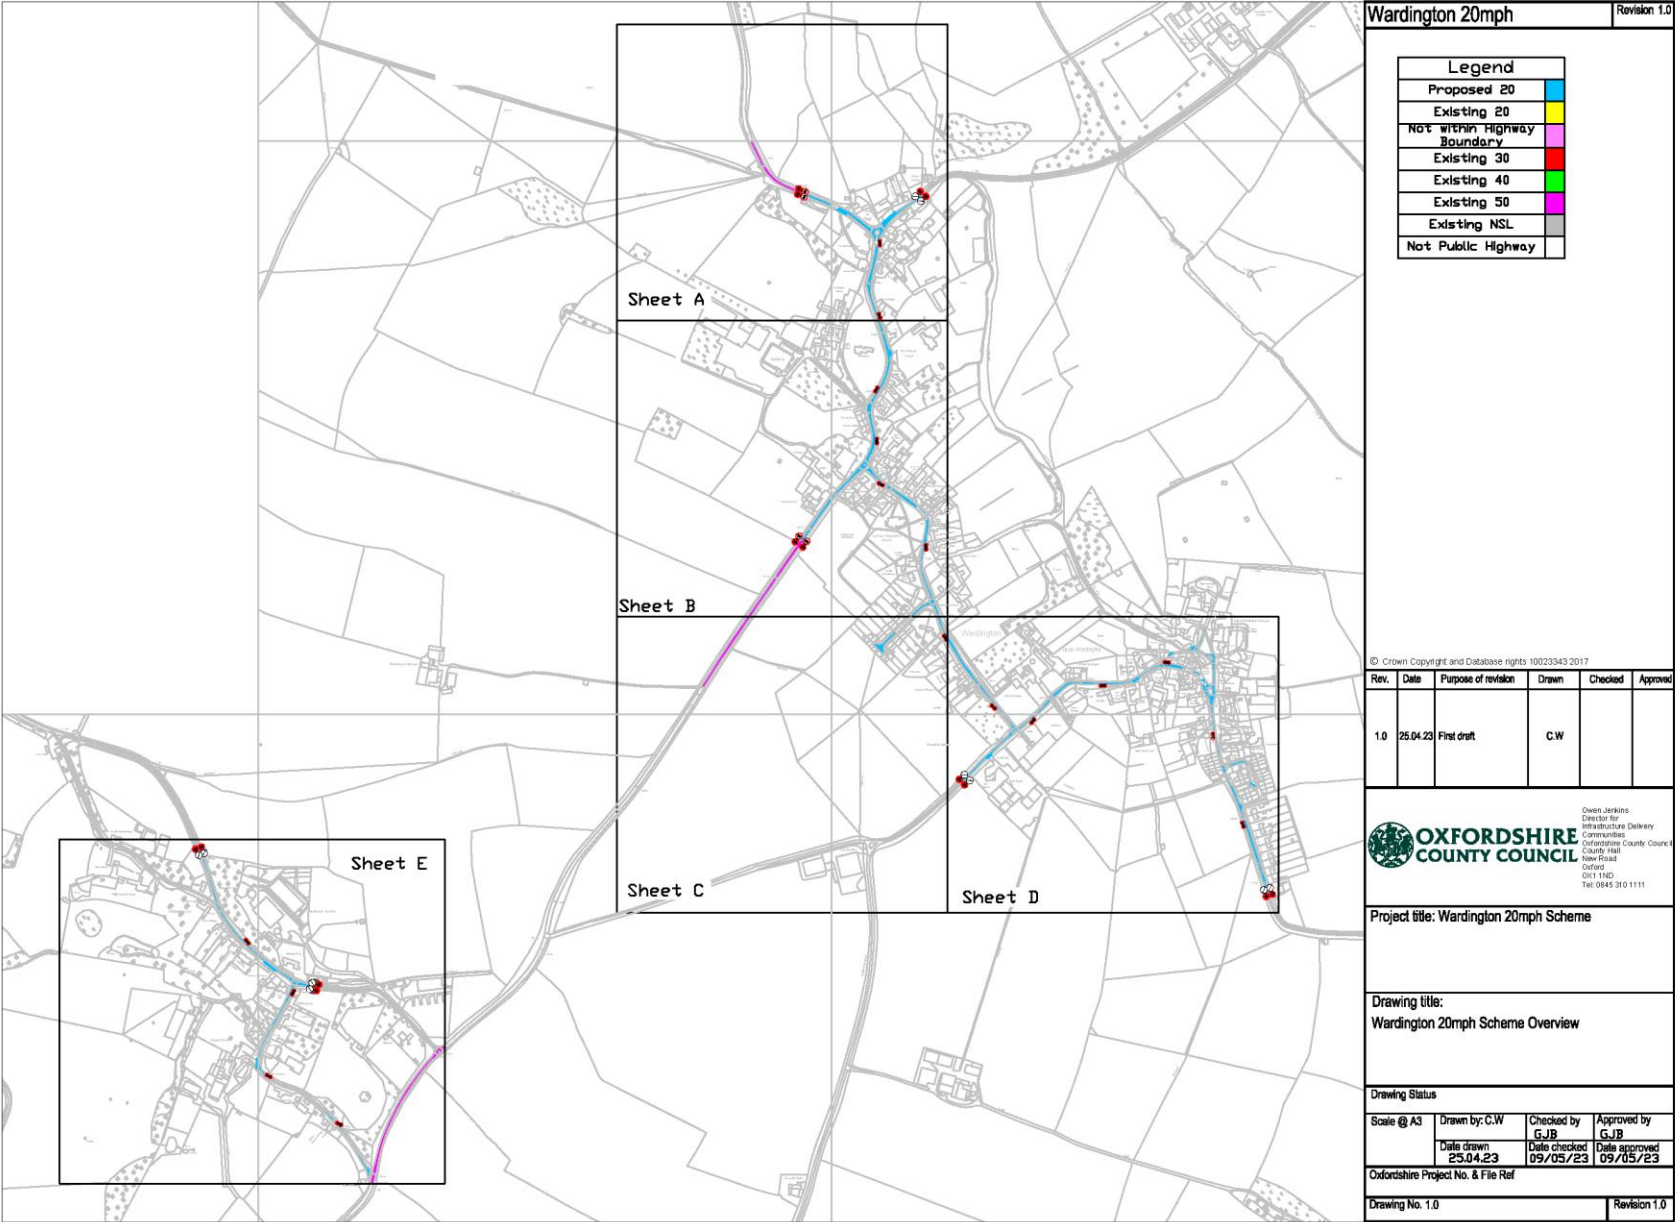 Wardington 20mph
Revision 1.0
Legend
Proposed 20
Existing 20
Not within Highway
Boundary
Existing 30
Existing 40
Existing 50
Existing NSL
Not Public Highway
Sheet A
Sheet B
Wardington
Sheet E
Sheet C
Sheet D
© Crown Copyright and Database rights 10023343 2017
Rev. Date Purpose of revision Drawn Checked Approved
1.0 25.04.23 First draft C.W
OXFORDSHIRE
COUNTY COUNCIL
Owen Jenkins
Director for
Infrastructure Delivery
Communities
Oxfordshire County Council
County Hall
New Road
Oxford
OX1 1ND
Tel: 0845 310 1111
Project title: Wardington 20mph Scheme
Drawing title:
Wardington 20mph Scheme Overview
Drawing Status
Scale @ A3
Drawn by: C.W
Checked by
GJB
Approved by
GJB
Date drawn
25.04.23
Date checked
09/05/23
Date approved
09/05/23
Oxfordshire Project No. & File Ref
Drawing No. 1.0
Revision 1.0